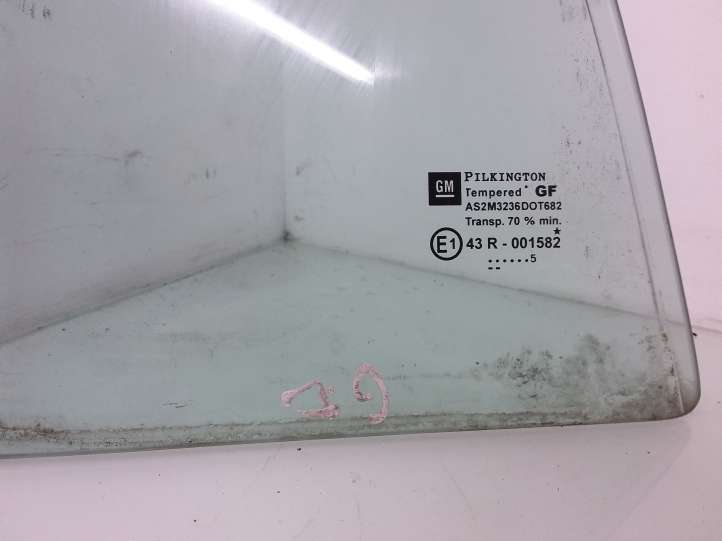 GM PILKINGTON
Tempered GF
AS2M3236DOT682
Transp. 70 % min.
E1 43 R - 001582
......5
--